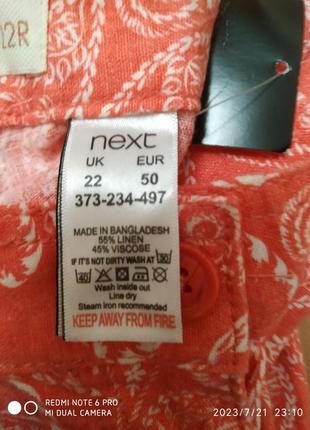 22R
next
UK EUR
22 50
373-234-497
MADE IN BANGLADESH
55% LINEN
45% VISCOSE
IF IT'S NOT DIRTY WASH AT 30
40
Wash inside out
Line dry
Steam iron recommended
KEEP AWAY FROM FIRE
REDMI NOTE 6 PRO
MI DUAL CAMERA
2023/7/21 23:10